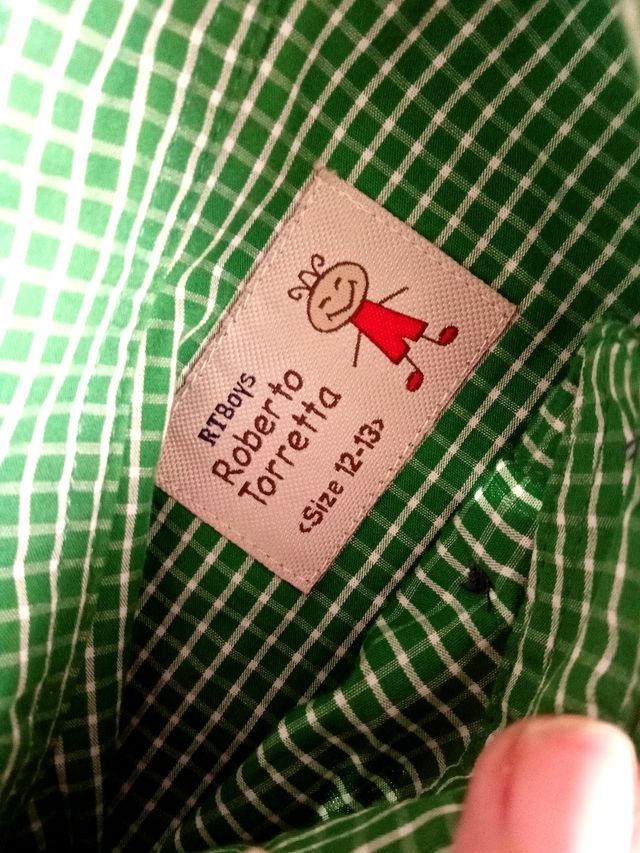 RTBoys
Roberto
Torretta
<Size 12-13>